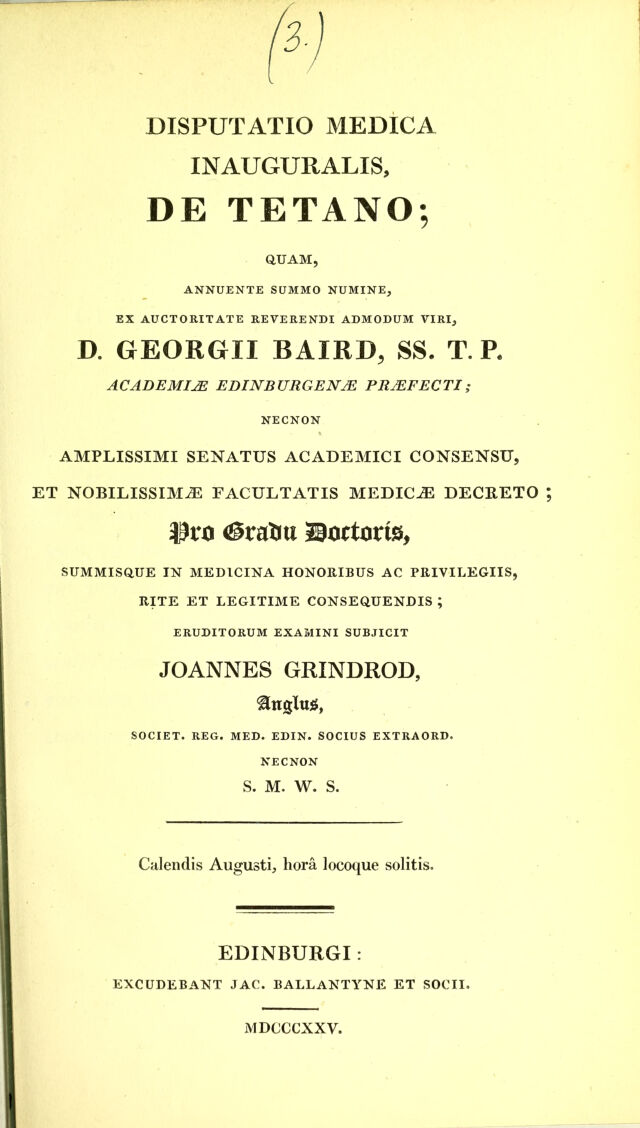 (3.)
DISPUTATIO MEDICA
INAUGURALIS,
DE TETANO;
QUAM,
ANNUENTE SUMMO NUMINE,
EX AUCTORITATE REVERENDI ADMODUM VIRI,
D. GEORGII BAIRD, SS. T. P.
ACADEMIÆ EDINBURGENÆ PRÆFECTI;
NECNON
AMPLISSIMI SENATUS ACADEMICI CONSENSU,
ET NOBILISSIMÆ FACULTATIS MEDICÆ DECRETO;
Pro Gradu Doctoris,
SUMMISQUE IN MEDICINA HONORIBUS AC PRIVILEGIIS,
RITE ET LEGITIME CONSEQUENDIS;
ERUDITORUM EXAMINI SUBJICIT
JOANNES GRINDROD,
Anglus,
SOCIET. REG. MED. EDIN. SOCIUS EXTRAORD.
NECNON
S. M. W. S.
Calendis Augusti, horâ locoque solitis.
EDINBURGI:
EXCUDEBANT JAC. BALLANTYNE ET SOCII.
MDCCCXXV.